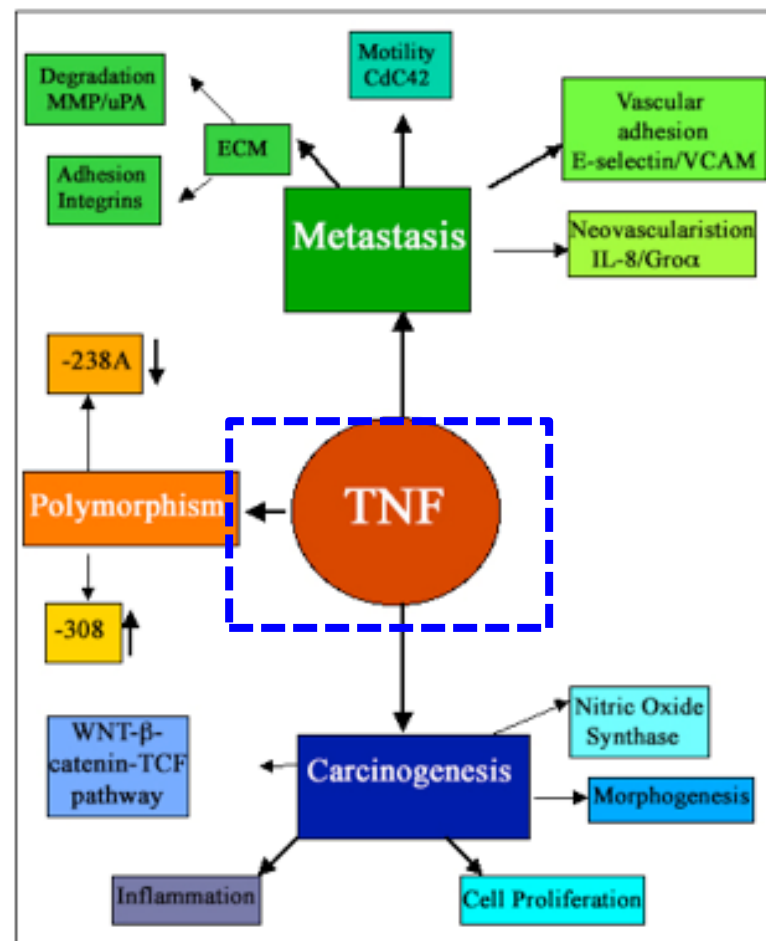 Motility
CdC42
Degradation
MMP/uPA
Vascular
adhesion
E-selectin/VCAM
ECM
Adhesion
Integrins
Metastasis
Neovascularistion
IL-8/Groα
-238A
TNF
Polymorphism
-308
Nitric Oxide
Synthase
WNT-β-
catenin-TCF
pathway
Carcinogenesis
Morphogenesis
Inflammation
Cell Proliferation